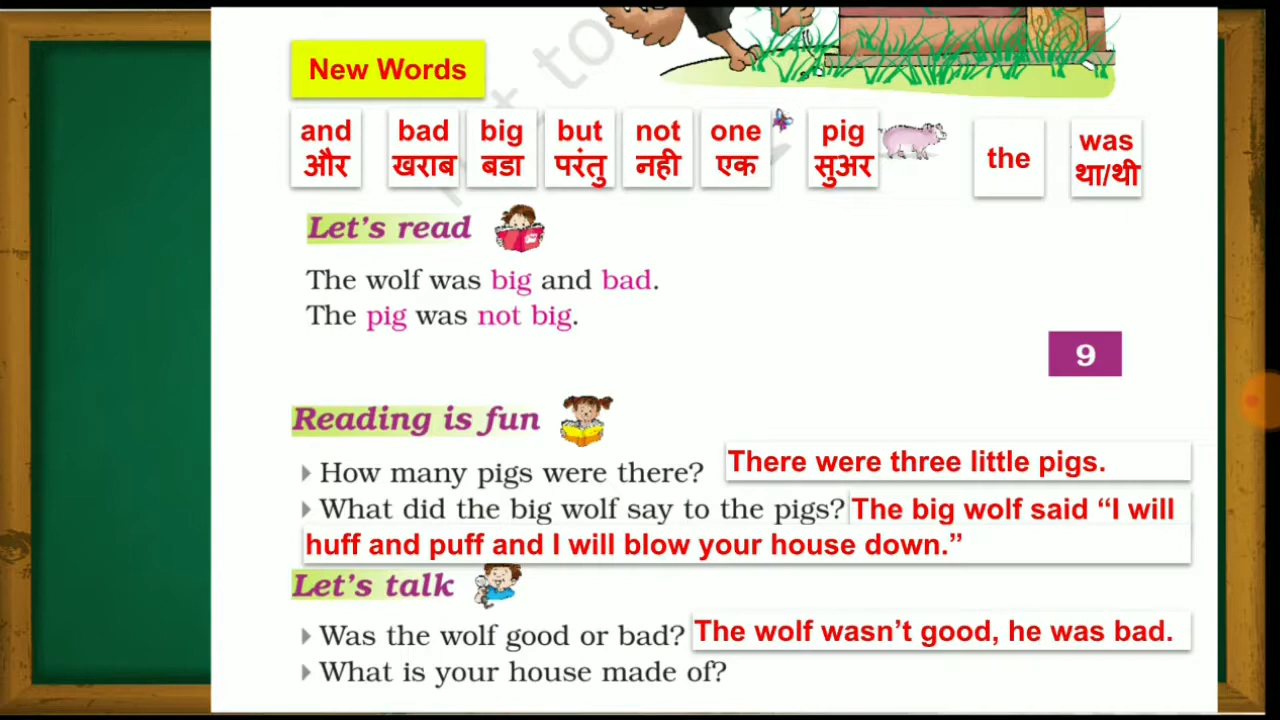 New Words
and bad big but not one pig the was
और खराब बडा परंतु नही एक सुअर था/थी
Let's read
The wolf was big and bad.
The pig was not big.
9
Reading is fun
How many pigs were there? There were three little pigs.
What did the big wolf say to the pigs? The big wolf said “I will
huff and puff and I will blow your house down.”
Let's talk
Was the wolf good or bad? The wolf wasn't good, he was bad.
What is your house made of?